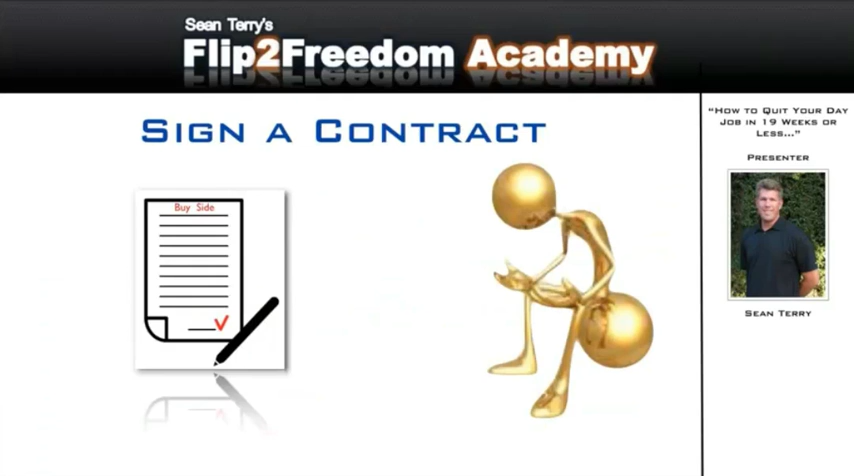 Sean Terry's
Flip2Freedom Academy
Sign a Contract
Buy Side
"How to Quit Your Day
Job in 19 Weeks or
Less..."
Presenter
Sean Terry